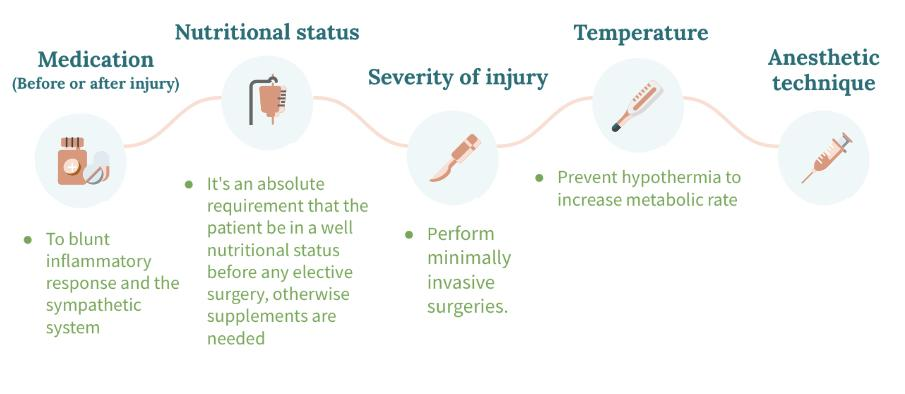 Medication
(Before or after injury)
To blunt
inflammatory
response and the
sympathetic
system
Nutritional status
It's an absolute
requirement that the
patient be in a well
nutritional status
before any elective
surgery, otherwise
supplements are
needed
Severity of injury
Perform
minimally
invasive
surgeries.
Temperature
Prevent hypothermia to
increase metabolic rate
Anesthetic
technique